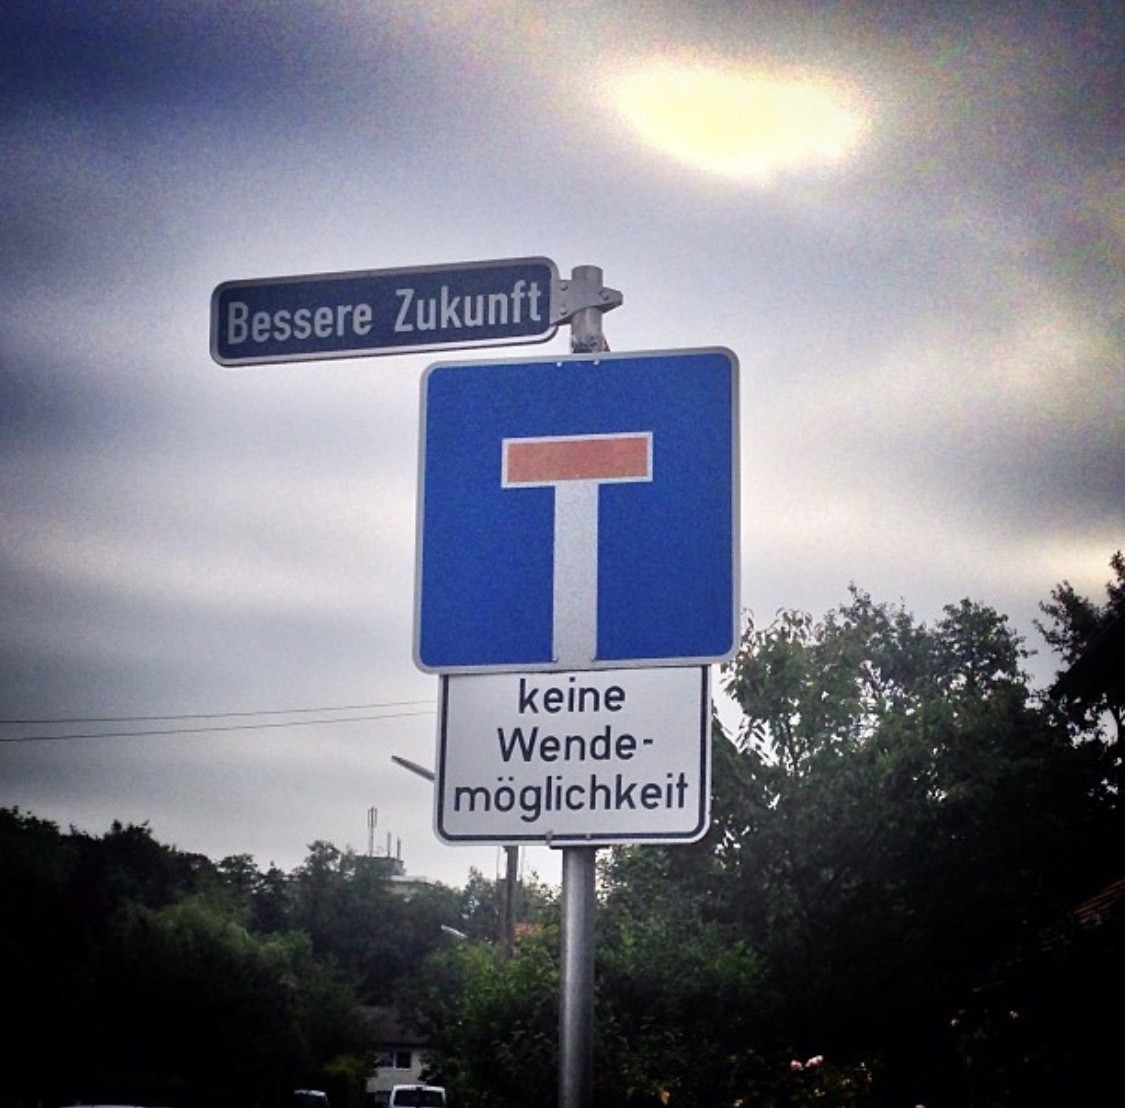 Bessere Zukunft
keine
Wende-
möglichkeit